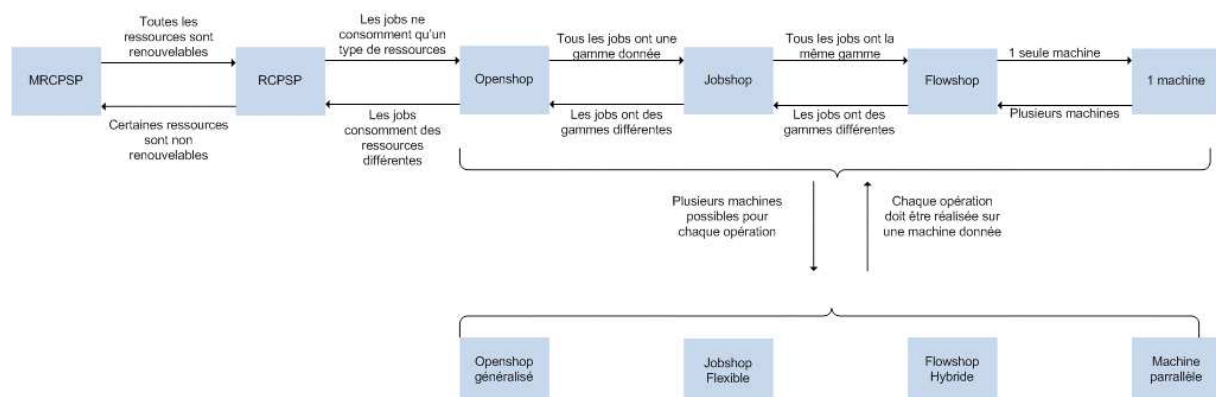 Toutes les
ressources sont
renouvelables
Les jobs ne
consomment qu'un
type de ressources
Tous les jobs ont une
gamme donnée
Tous les jobs ont la
même gamme
1 seule machine
MRCPSP
RCPSP
Openshop
Jobshop
Flowshop
1 machine
Certaines ressources
sont non
renouvelables
Les jobs
consomment des
ressources
différentes
Les jobs ont des
gammes différentes
Les jobs ont des
gammes différentes
Plusieurs machines
Plusieurs machines
possibles pour
chaque opération
Chaque opération
doit être réalisée sur
une machine donnée
Openshop
généralisé
Jobshop
Flexible
Flowshop
Hybride
Machine
parrallèle